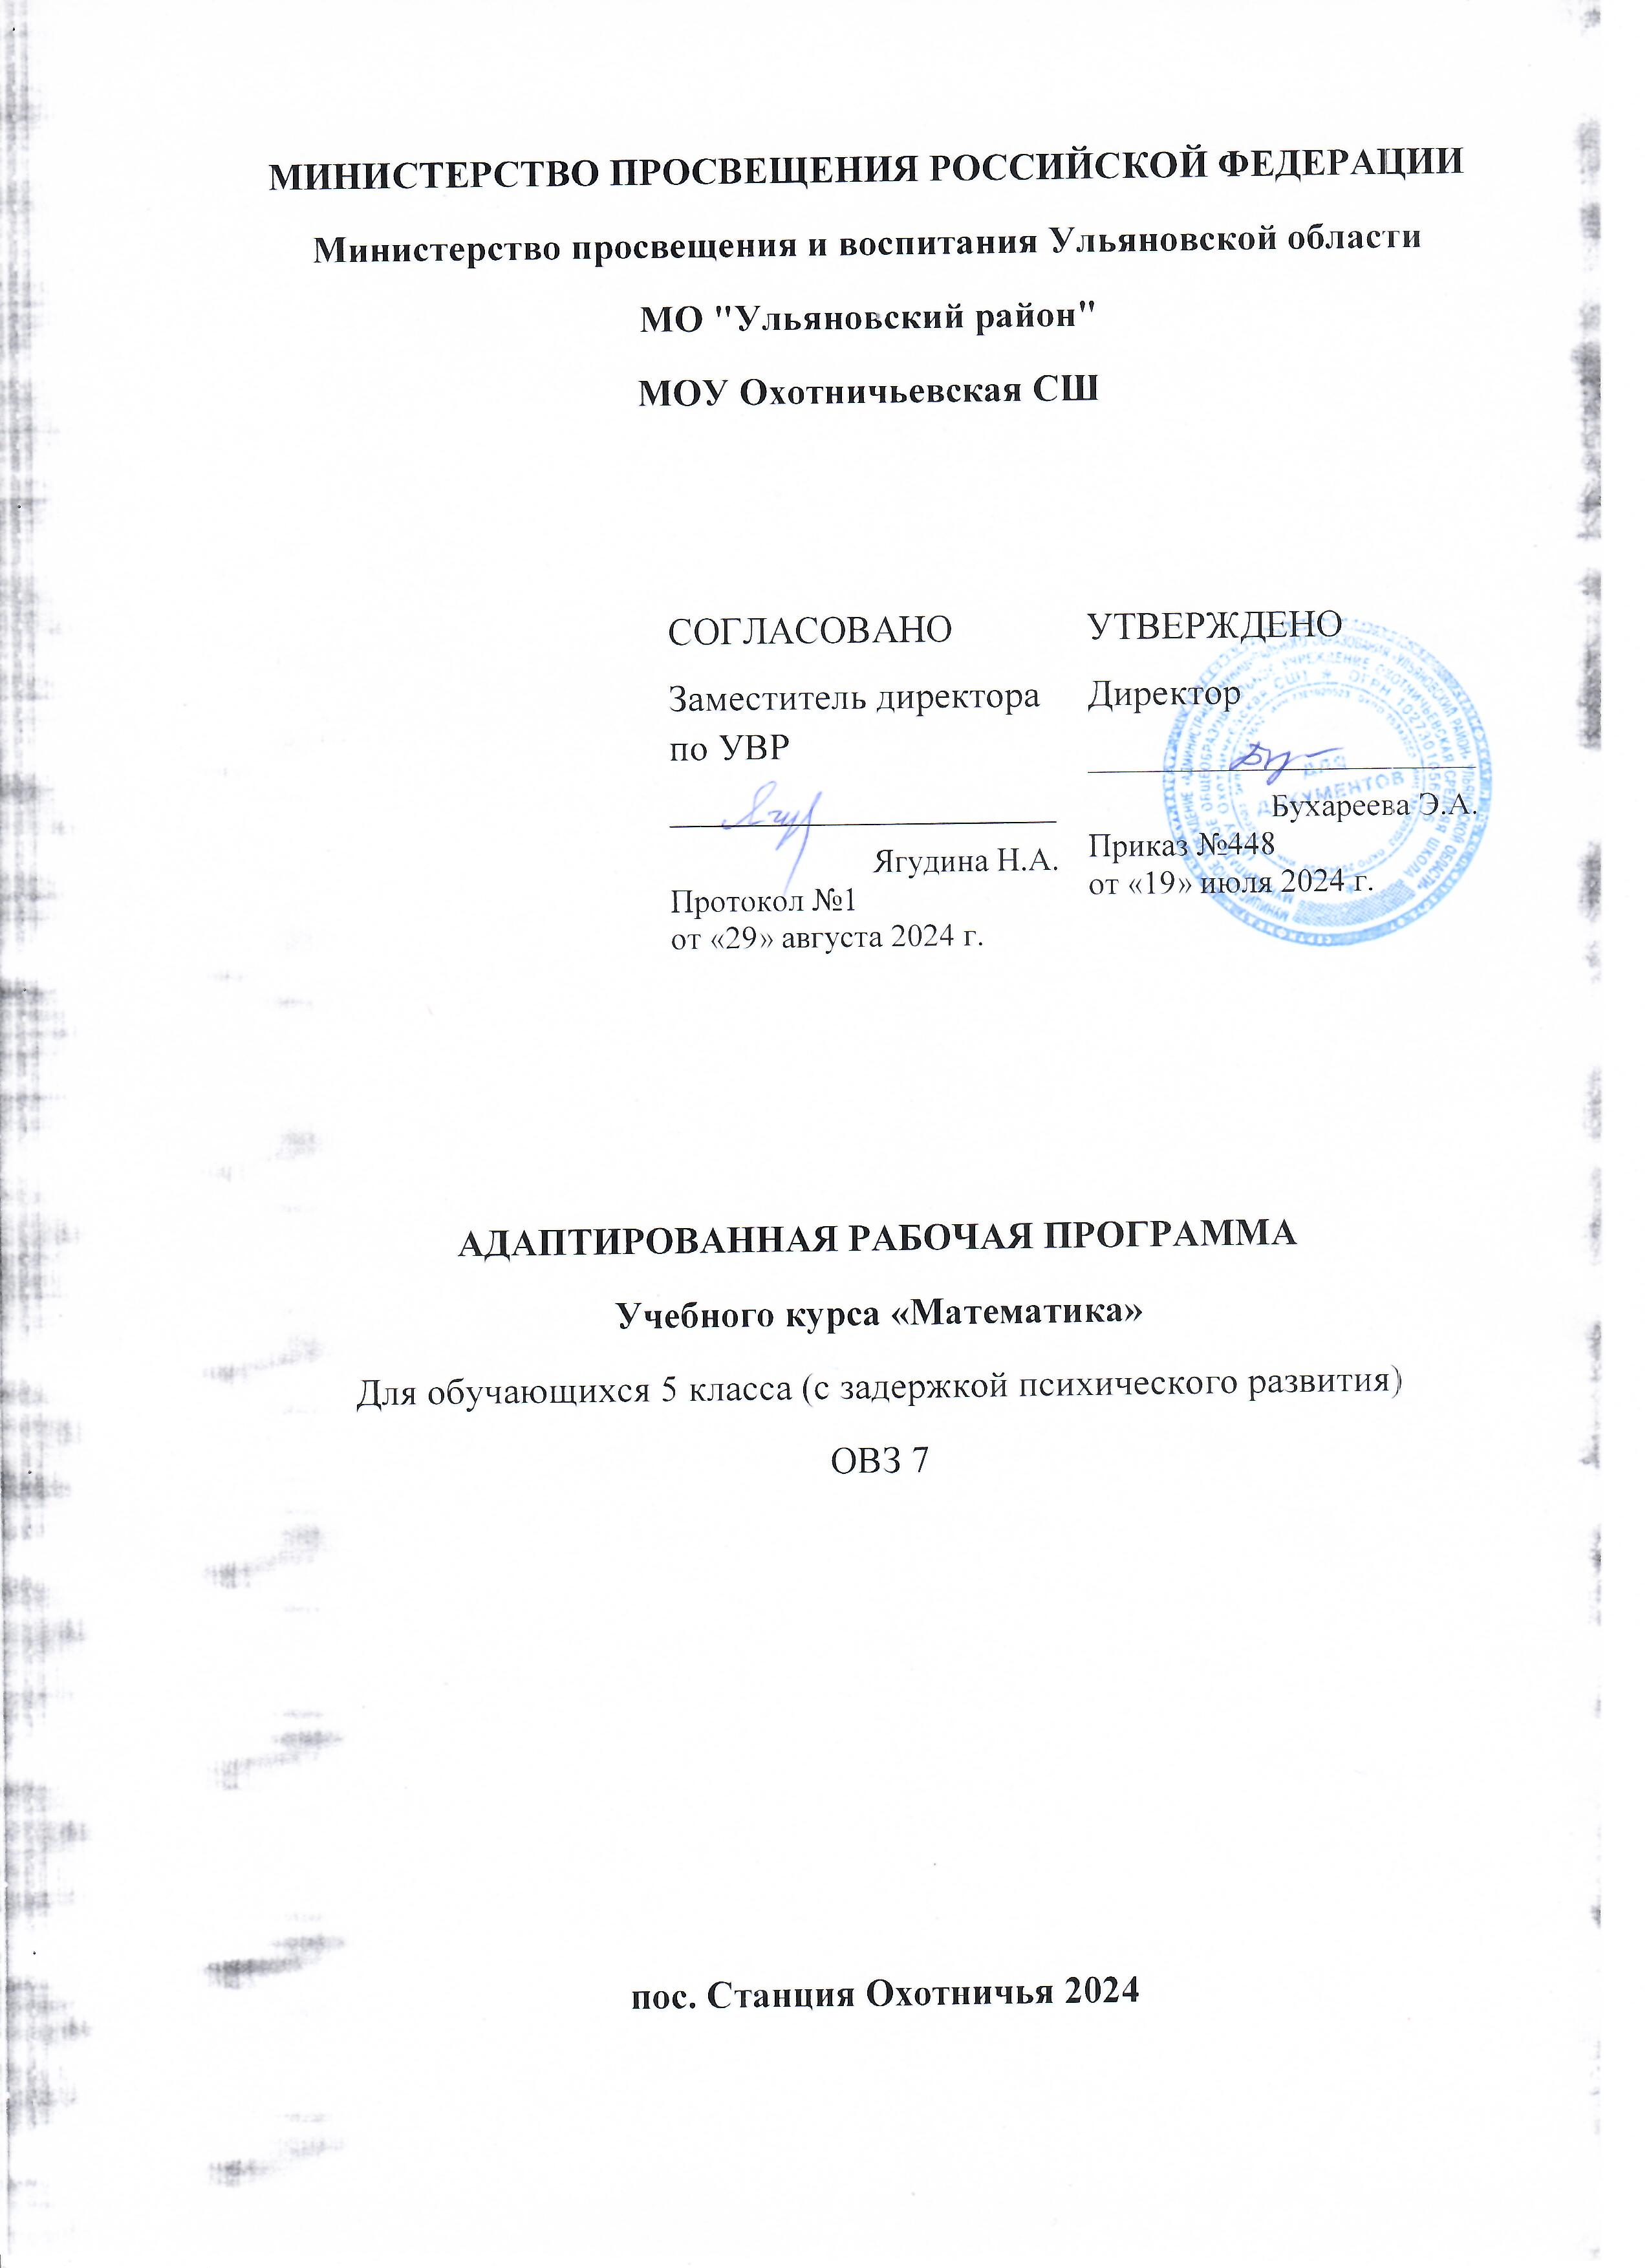 МИНИСТЕРСТВО ПРОСВЕЩЕНИЯ РОССИЙСКОЙ ФЕДЕРАЦИИ
Министерство просвещения и воспитания Ульяновской области
МО "Ульяновский район"
МОУ Охотничьевская СШ
СОГЛАСОВАНО
Заместитель директора
по УВР
Ягудина Н.А.
Протокол №1
от «29» августа 2024 г.
УТВЕРЖДЕНО
Директор
Бухареева Э.А.
Приказ №448
от «19» июля 2024 г.
ДЛЯ
ДОКУМЕНТОВ
АДАПТИРОВАННАЯ РАБОЧАЯ ПРОГРАММА
Учебного курса «Математика»
Для обучающихся 5 класса (с задержкой психического развития)
ОВЗ 7
пос. Станция Охотничья 2024